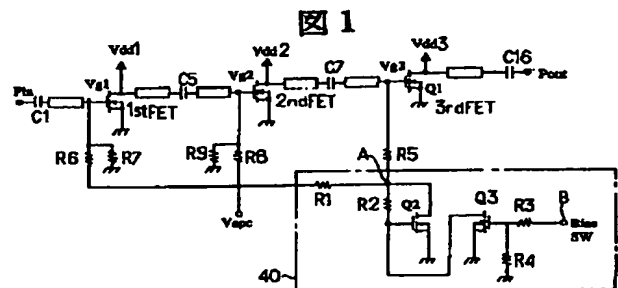 図 1
Vdd1
Vdd2
Vdd3
Pin
C1
Vg1
1stFET
C5
Vg2
2ndFET
C7
Vg3
Q1
3rdFET
C16
Pout
R6
R7
R9
R8
R5
A
R1
R2
Q2
Q3
R3
B
Bias
SW
R4
Vapc
40